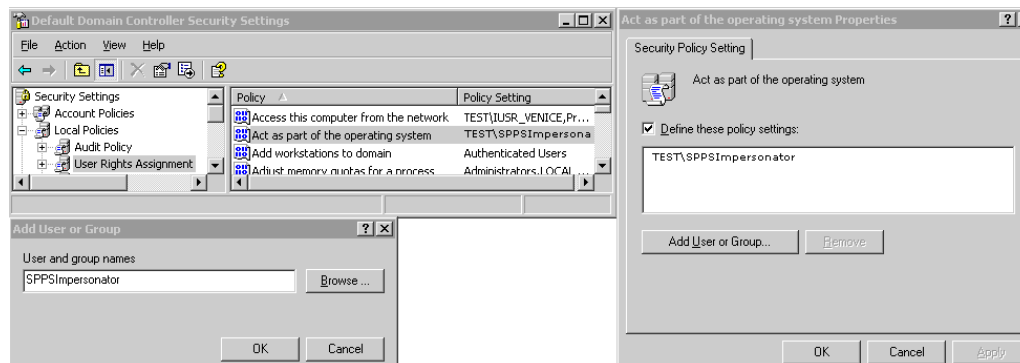 Default Domain Controller Security Settings
File Action View Help
Security Settings
Account Policies
Local Policies
Audit Policy
User Rights Assignment
Policy Policy Setting
Access this computer from the network TEST\IUSR_VENICE,Pr...
Act as part of the operating system TEST\SPPSImpersona
Add workstations to domain Authenticated Users
Adjust memory quotas for a process Administrators,LOCAL ...
Add User or Group
User and group names
SPPSImpersonator
Browse ...
OK Cancel
Act as part of the operating system Properties
Security Policy Setting
Act as part of the operating system
Define these policy settings:
TEST\SPPSImpersonator
Add User or Group... Remove
OK Cancel Apply